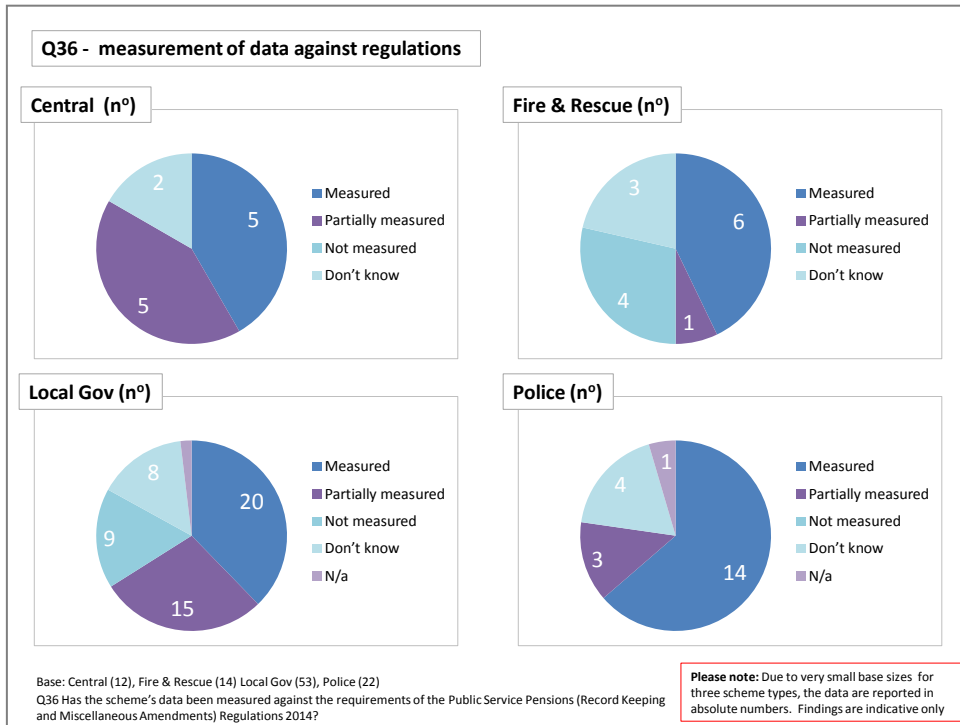 Q36 - measurement of data against regulations
Central (nº)
2
5
5
Measured
Partially measured
Not measured
Don't know
Fire & Rescue (nº)
3
6
4
1
Measured
Partially measured
Not measured
Don't know
Local Gov (nº)
8
20
9
15
Measured
Partially measured
Not measured
Don't know
N/a
Police (nº)
1
4
3
14
Measured
Partially measured
Not measured
Don't know
N/a
Base: Central (12), Fire & Rescue (14) Local Gov (53), Police (22)
Q36 Has the scheme's data been measured against the requirements of the Public Service Pensions (Record Keeping
and Miscellaneous Amendments) Regulations 2014?
Please note: Due to very small base sizes for
three scheme types, the data are reported in
absolute numbers. Findings are indicative only